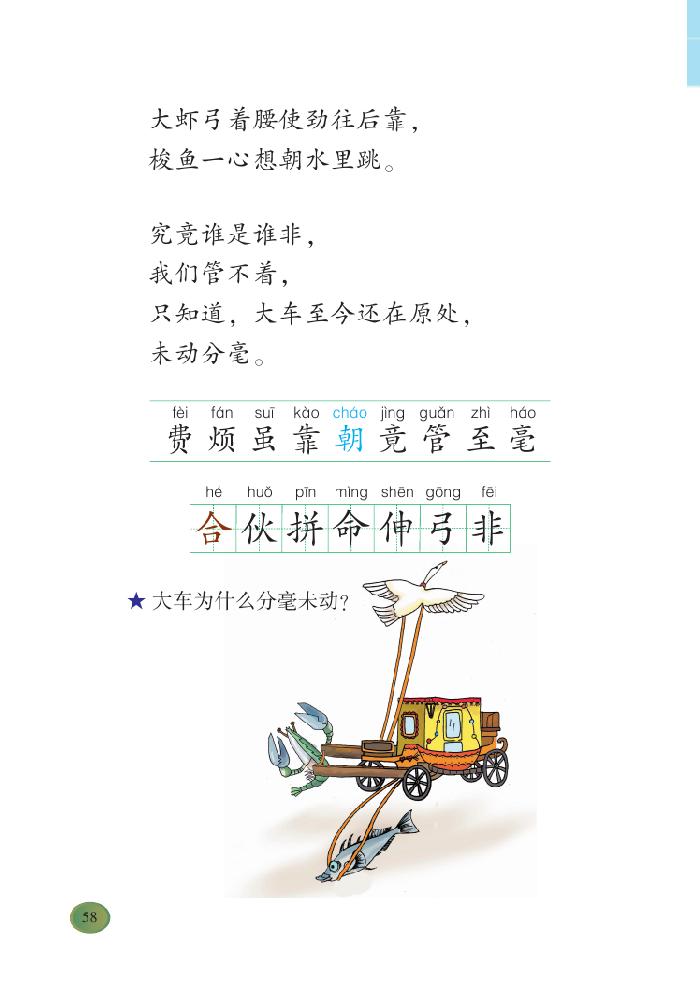 大虾弓着腰使劲往后靠，
梭鱼一心想朝水里跳。
究竟谁是谁非，
我们管不着，
只知道，大车至今还在原处，
未动分毫。
fèi fán suī kào cháo jìng guǎn zhì háo
费 烦 虽 靠 朝 竟 管 至 毫
hé huǒ pīn mìng shēn gōng fēi
合 伙 拼 命 伸 弓 非
★ 大车为什么分毫未动？
58